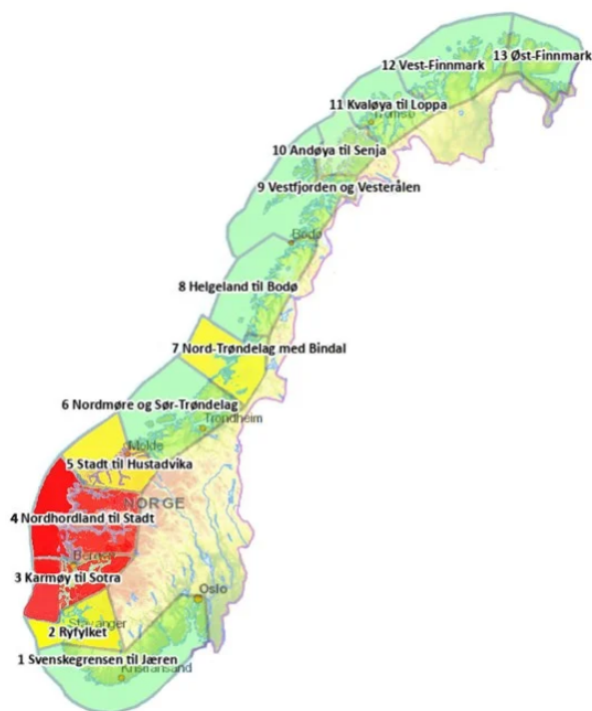 12 Vest-Finnmark
13 Øst-Finnmark
11 Kvaløya til Loppa
10 Andøya til Senja
9 Vestfjorden og Vesterålen
Bodø
8 Helgeland til Bodø
7 Nord-Trøndelag med Bindal
6 Nordmøre og Sør-Trøndelag
Trondheim
Molde
5 Stadt til Hustadvika
NORGE
4 Nordhordland til Stadt
3 Karmøy til Sotra
Oslo
2 Ryfylket
1 Svenskegrensen til Jæren
Kristiansand